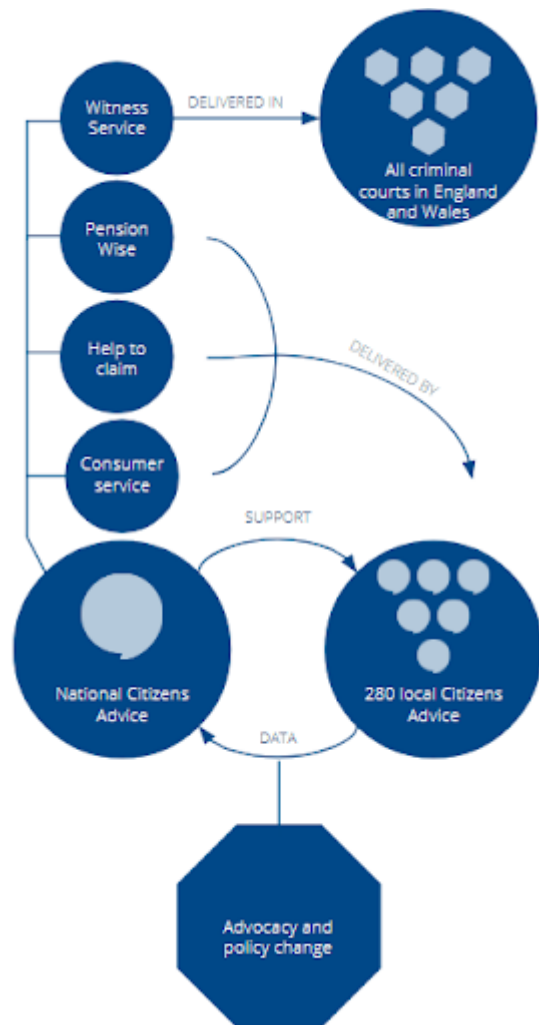 Witness
Service
DELIVERED IN
All criminal
courts in England
and Wales
Pension
Wise
Help to
claim
DELIVERED BY
Consumer
service
SUPPORT
National Citizens
Advice
280 local Citizens
Advice
DATA
Advocacy and
policy change